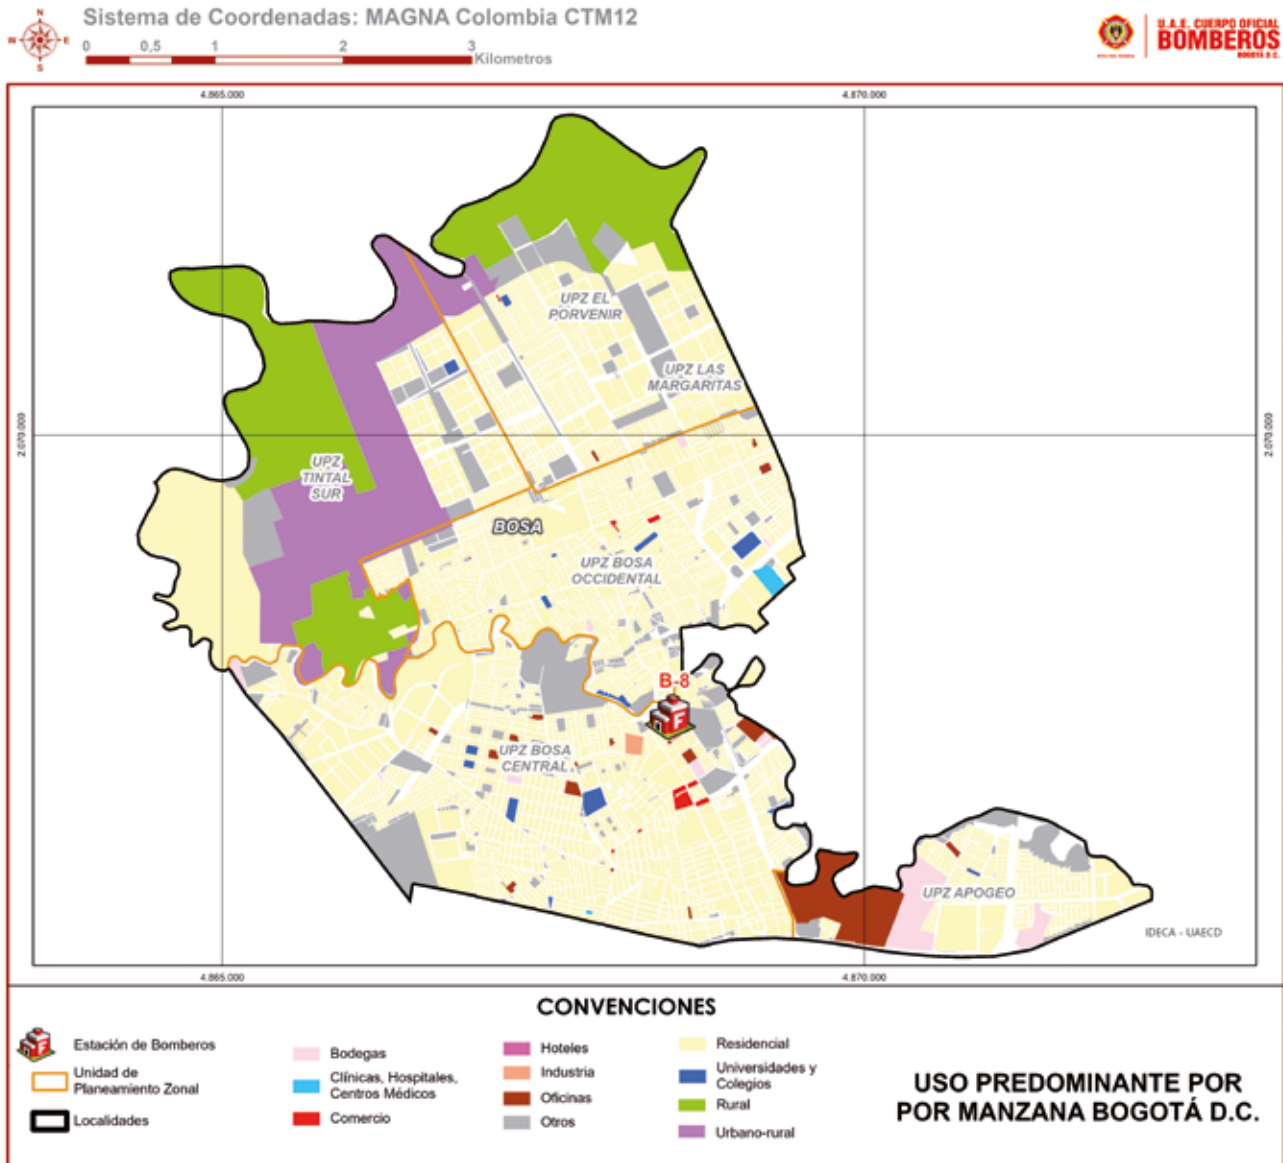 N
W E
S
Sistema de Coordenadas: MAGNA Colombia CTM12
0 0,5 1 2 3
Kilometros
U.A.E. CUERPO OFICIAL
BOMBEROS
BOGOTÁ D.C.
4.865.000 4.870.000
2.070.000 2.070.000
UPZ EL
PORVENIR
UPZ LAS
MARGARITAS
UPZ
TINTAL
SUR
BOSA
UPZ BOSA
OCCIDENTAL
B-8
F
UPZ BOSA
CENTRAL
UPZ APOGEO
IDECA - UAECD
4.865.000 4.870.000
CONVENCIONES
F
Estación de Bomberos
Unidad de
Planeamiento Zonal
Localidades
Bodegas
Clínicas, Hospitales,
Centros Médicos
Comercio
Hoteles
Industria
Oficinas
Otros
Residencial
Universidades y
Colegios
Rural
Urbano-rural
USO PREDOMINANTE POR
POR MANZANA BOGOTÁ D.C.